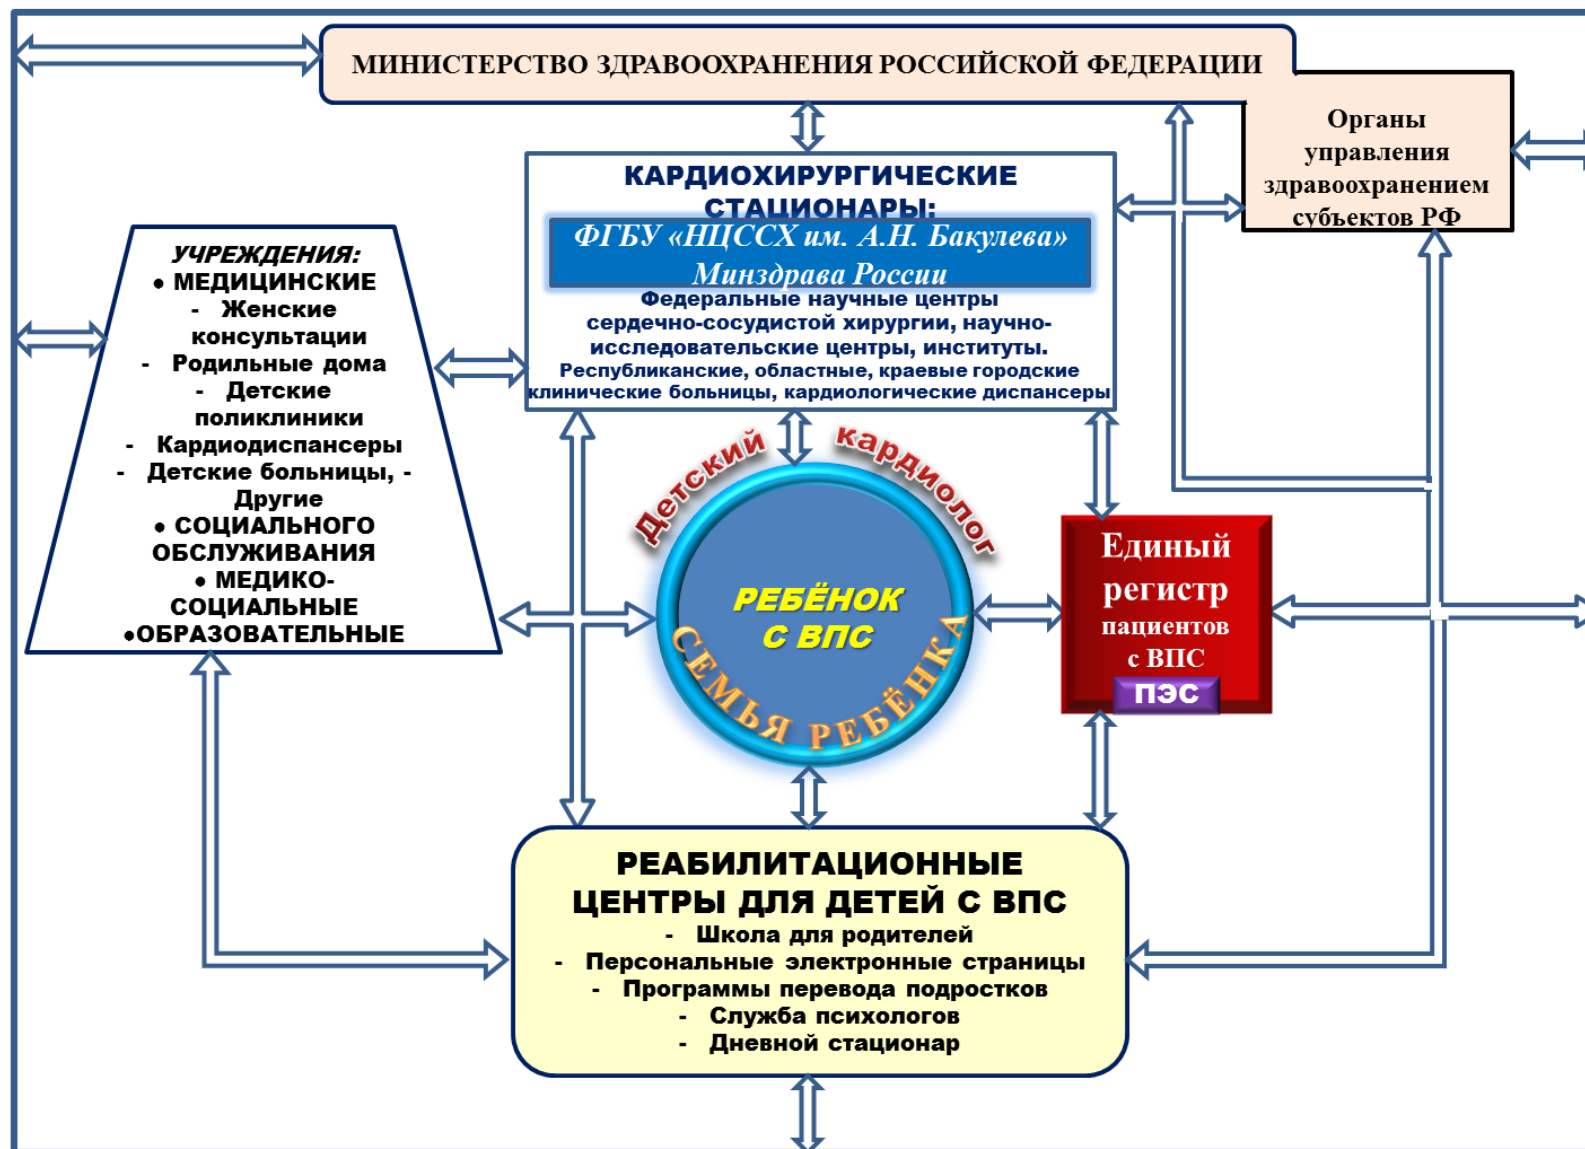 МИНИСТЕРСТВО ЗДРАВООХРАНЕНИЯ РОССИЙСКОЙ ФЕДЕРАЦИИ
Органы
управления
здравоохранением
субъектов РФ
КАРДИОХИРУРГИЧЕСКИЕ
СТАЦИОНАРЫ:
ФГБУ «НЦССХ им. А.Н. Бакулева»
Минздрава России
Федеральные научные центры
сердечно-сосудистой хирургии, научно-
исследовательские центры, институты.
Республиканские, областные, краевые городские
клинические больницы, кардиологические диспансеры
УЧРЕЖДЕНИЯ:
● МЕДИЦИНСКИЕ
- Женские
консультации
- Родильные дома
- Детские
поликлиники
- Кардиодиспансеры
- Детские больницы, -
Другие
● СОЦИАЛЬНОГО
ОБСЛУЖИВАНИЯ
● МЕДИКО-
СОЦИАЛЬНЫЕ
●ОБРАЗОВАТЕЛЬНЫЕ
Детский кардиолог
РЕБЁНОК
С ВПС
СЕМЬЯ РЕБЁНКА
Единый
регистр
пациентов
с ВПС
ПЭС
РЕАБИЛИТАЦИОННЫЕ
ЦЕНТРЫ ДЛЯ ДЕТЕЙ С ВПС
- Школа для родителей
- Персональные электронные страницы
- Программы перевода подростков
- Служба психологов
- Дневной стационар